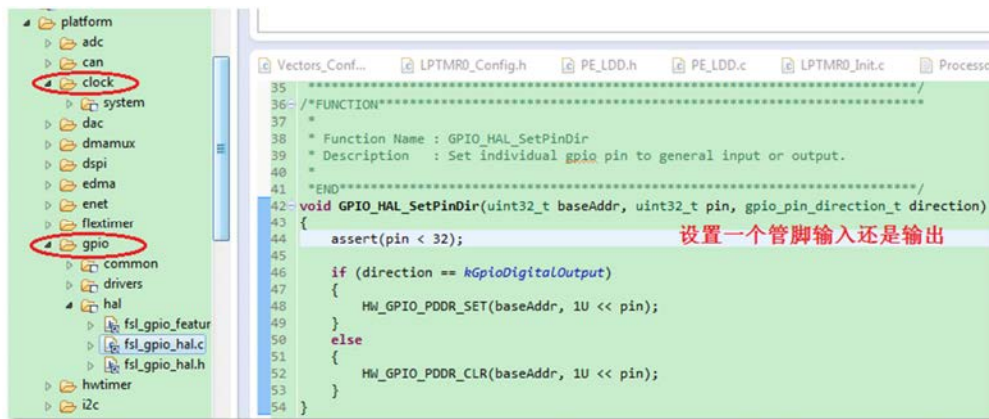 platform
adc
can
clock
system
dac
dmamux
dspi
edma
enet
flextimer
gpio
common
drivers
hal
fsl_gpio_featur
fsl_gpio_hal.c
fsl_gpio_hal.h
hwtimer
i2c
Vectors_Conf... LPTMR0_Config.h PE_LDD.h PE_LDD.c LPTMR0_Init.c Processo
35 ***************************************************************************/
36 /*FUNCTION**********************************************************************
37 *
38 * Function Name : GPIO_HAL_SetPinDir
39 * Description   : Set individual gpio pin to general input or output.
40 *
41 *END**************************************************************************/
42 void GPIO_HAL_SetPinDir(uint32_t baseAddr, uint32_t pin, gpio_pin_direction_t direction)
43 {
44     assert(pin < 32);    设置一个管脚输入还是输出
45
46     if (direction == kGpioDigitalOutput)
47     {
48         HW_GPIO_PDDR_SET(baseAddr, 1U << pin);
49     }
50     else
51     {
52         HW_GPIO_PDDR_CLR(baseAddr, 1U << pin);
53     }
54 }